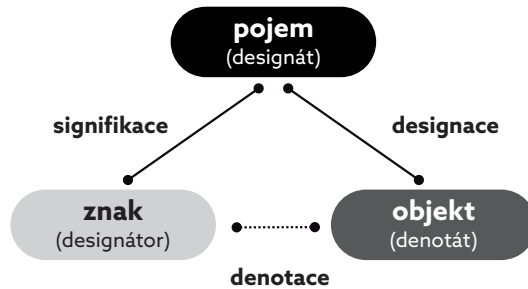 pojem
(designát)
signifikace
designace
znak
(designátor)
objekt
(denotát)
denotace